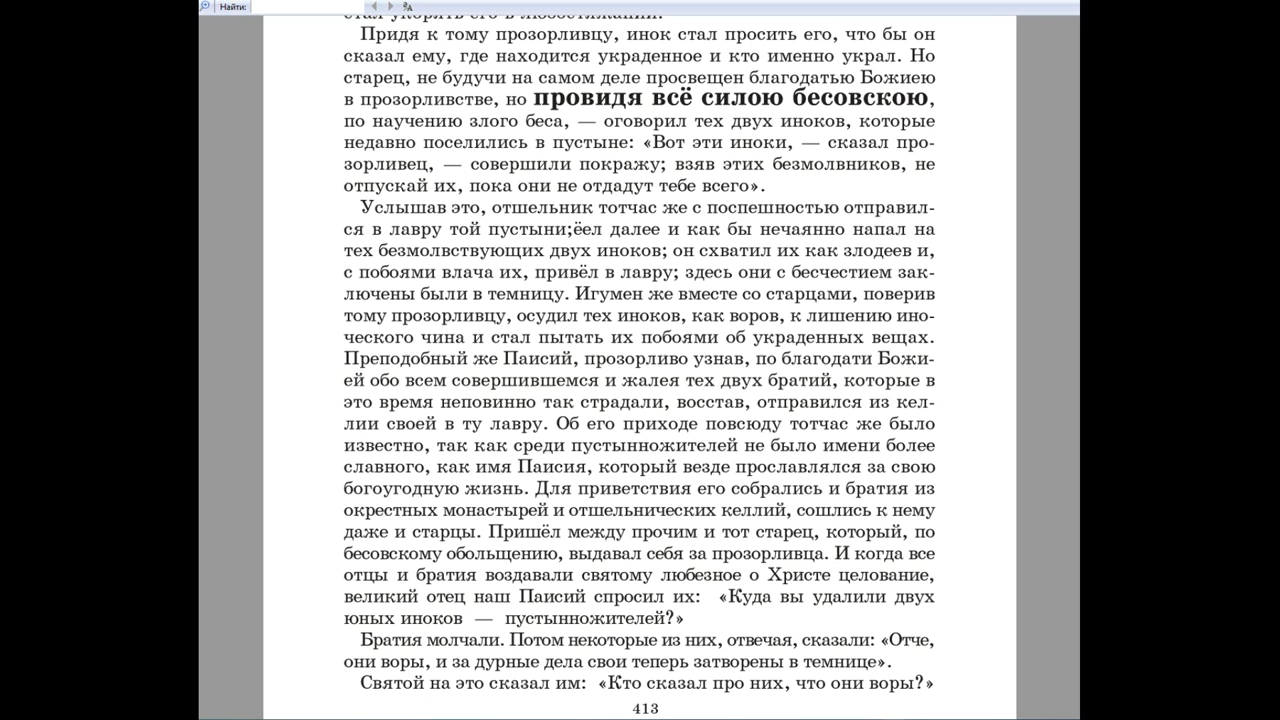 Найти:
стал укорять его в любостяжании.
Придя к тому прозорливцу, инок стал просить его, что бы он
сказал ему, где находится украденное и кто именно украл. Но
старец, не будучи на самом деле просвещен благодатью Божиею
в прозорливстве, но провидя всё силою бесовскою,
по научению злого беса, — оговорил тех двух иноков, которые
недавно поселились в пустыне: «Вот эти иноки, — сказал про-
зорливец, — совершили покражу; взяв этих безмолвников, не
отпускай их, пока они не отдадут тебе всего».
Услышав это, отшельник тотчас же с поспешностью отправил-
ся в лавру той пустыни;ёел далее и как бы нечаянно напал на
тех безмолвствующих двух иноков; он схватил их как злодеев и,
с побоями влача их, привёл в лавру; здесь они с бесчестием зак-
лючены были в темницу. Игумен же вместе со старцами, поверив
тому прозорливцу, осудил тех иноков, как воров, к лишению ино-
ческого чина и стал пытать их побоями об украденных вещах.
Преподобный же Паисий, прозорливо узнав, по благодати Божи-
ей обо всем совершившемся и жалея тех двух братий, которые в
это время неповинно так страдали, восстав, отправился из кел-
лии своей в ту лавру. Об его приходе повсюду тотчас же было
известно, так как среди пустынножителей не было имени более
славного, как имя Паисия, который везде прославлялся за свою
богоугодную жизнь. Для приветствия его собрались и братия из
окрестных монастырей и отшельнических келлий, сошлись к нему
даже и старцы. Пришёл между прочим и тот старец, который, по
бесовскому обольщению, выдавал себя за прозорливца. И когда все
отцы и братия воздавали святому любезное о Христе целование,
великий отец наш Паисий спросил их: «Куда вы удалили двух
юных иноков — пустынножителей?»
Братия молчали. Потом некоторые из них, отвечая, сказали: «Отче,
они воры, и за дурные дела свои теперь затворены в темнице».
Святой на это сказал им: «Кто сказал про них, что они воры?»
413